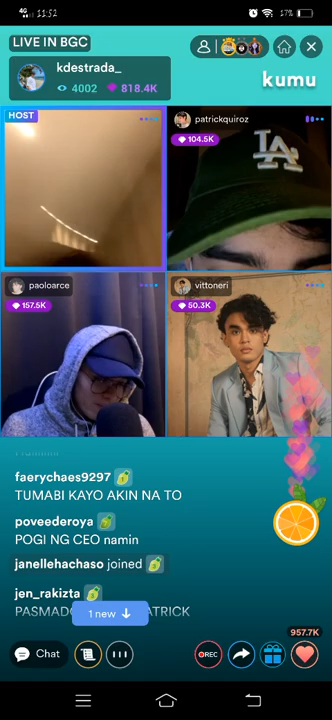 4G 11:52 17%
LIVE IN BGC
kdestrada_
4002 818.4K
kumu
HOST
patrickquiroz
104.5K
LA
paoloarce
157.5K
vittoneri
50.3K
faerychaes9297
TUMABI KAYO AKIN NA TO
poveederoya
POGI NG CEO namin
janellehachaso joined
jen_rakizta
PASMAD ATRICK
1 new
957.7K
Chat
REC